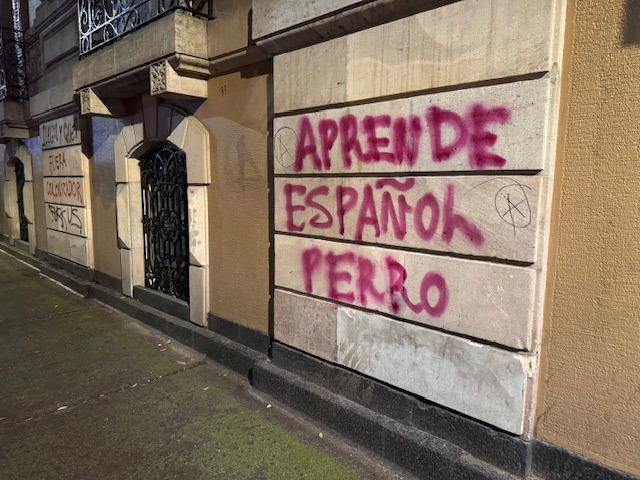 FUERA
COLONIZADOR
APRENDE
ESPAÑOL
PERRO